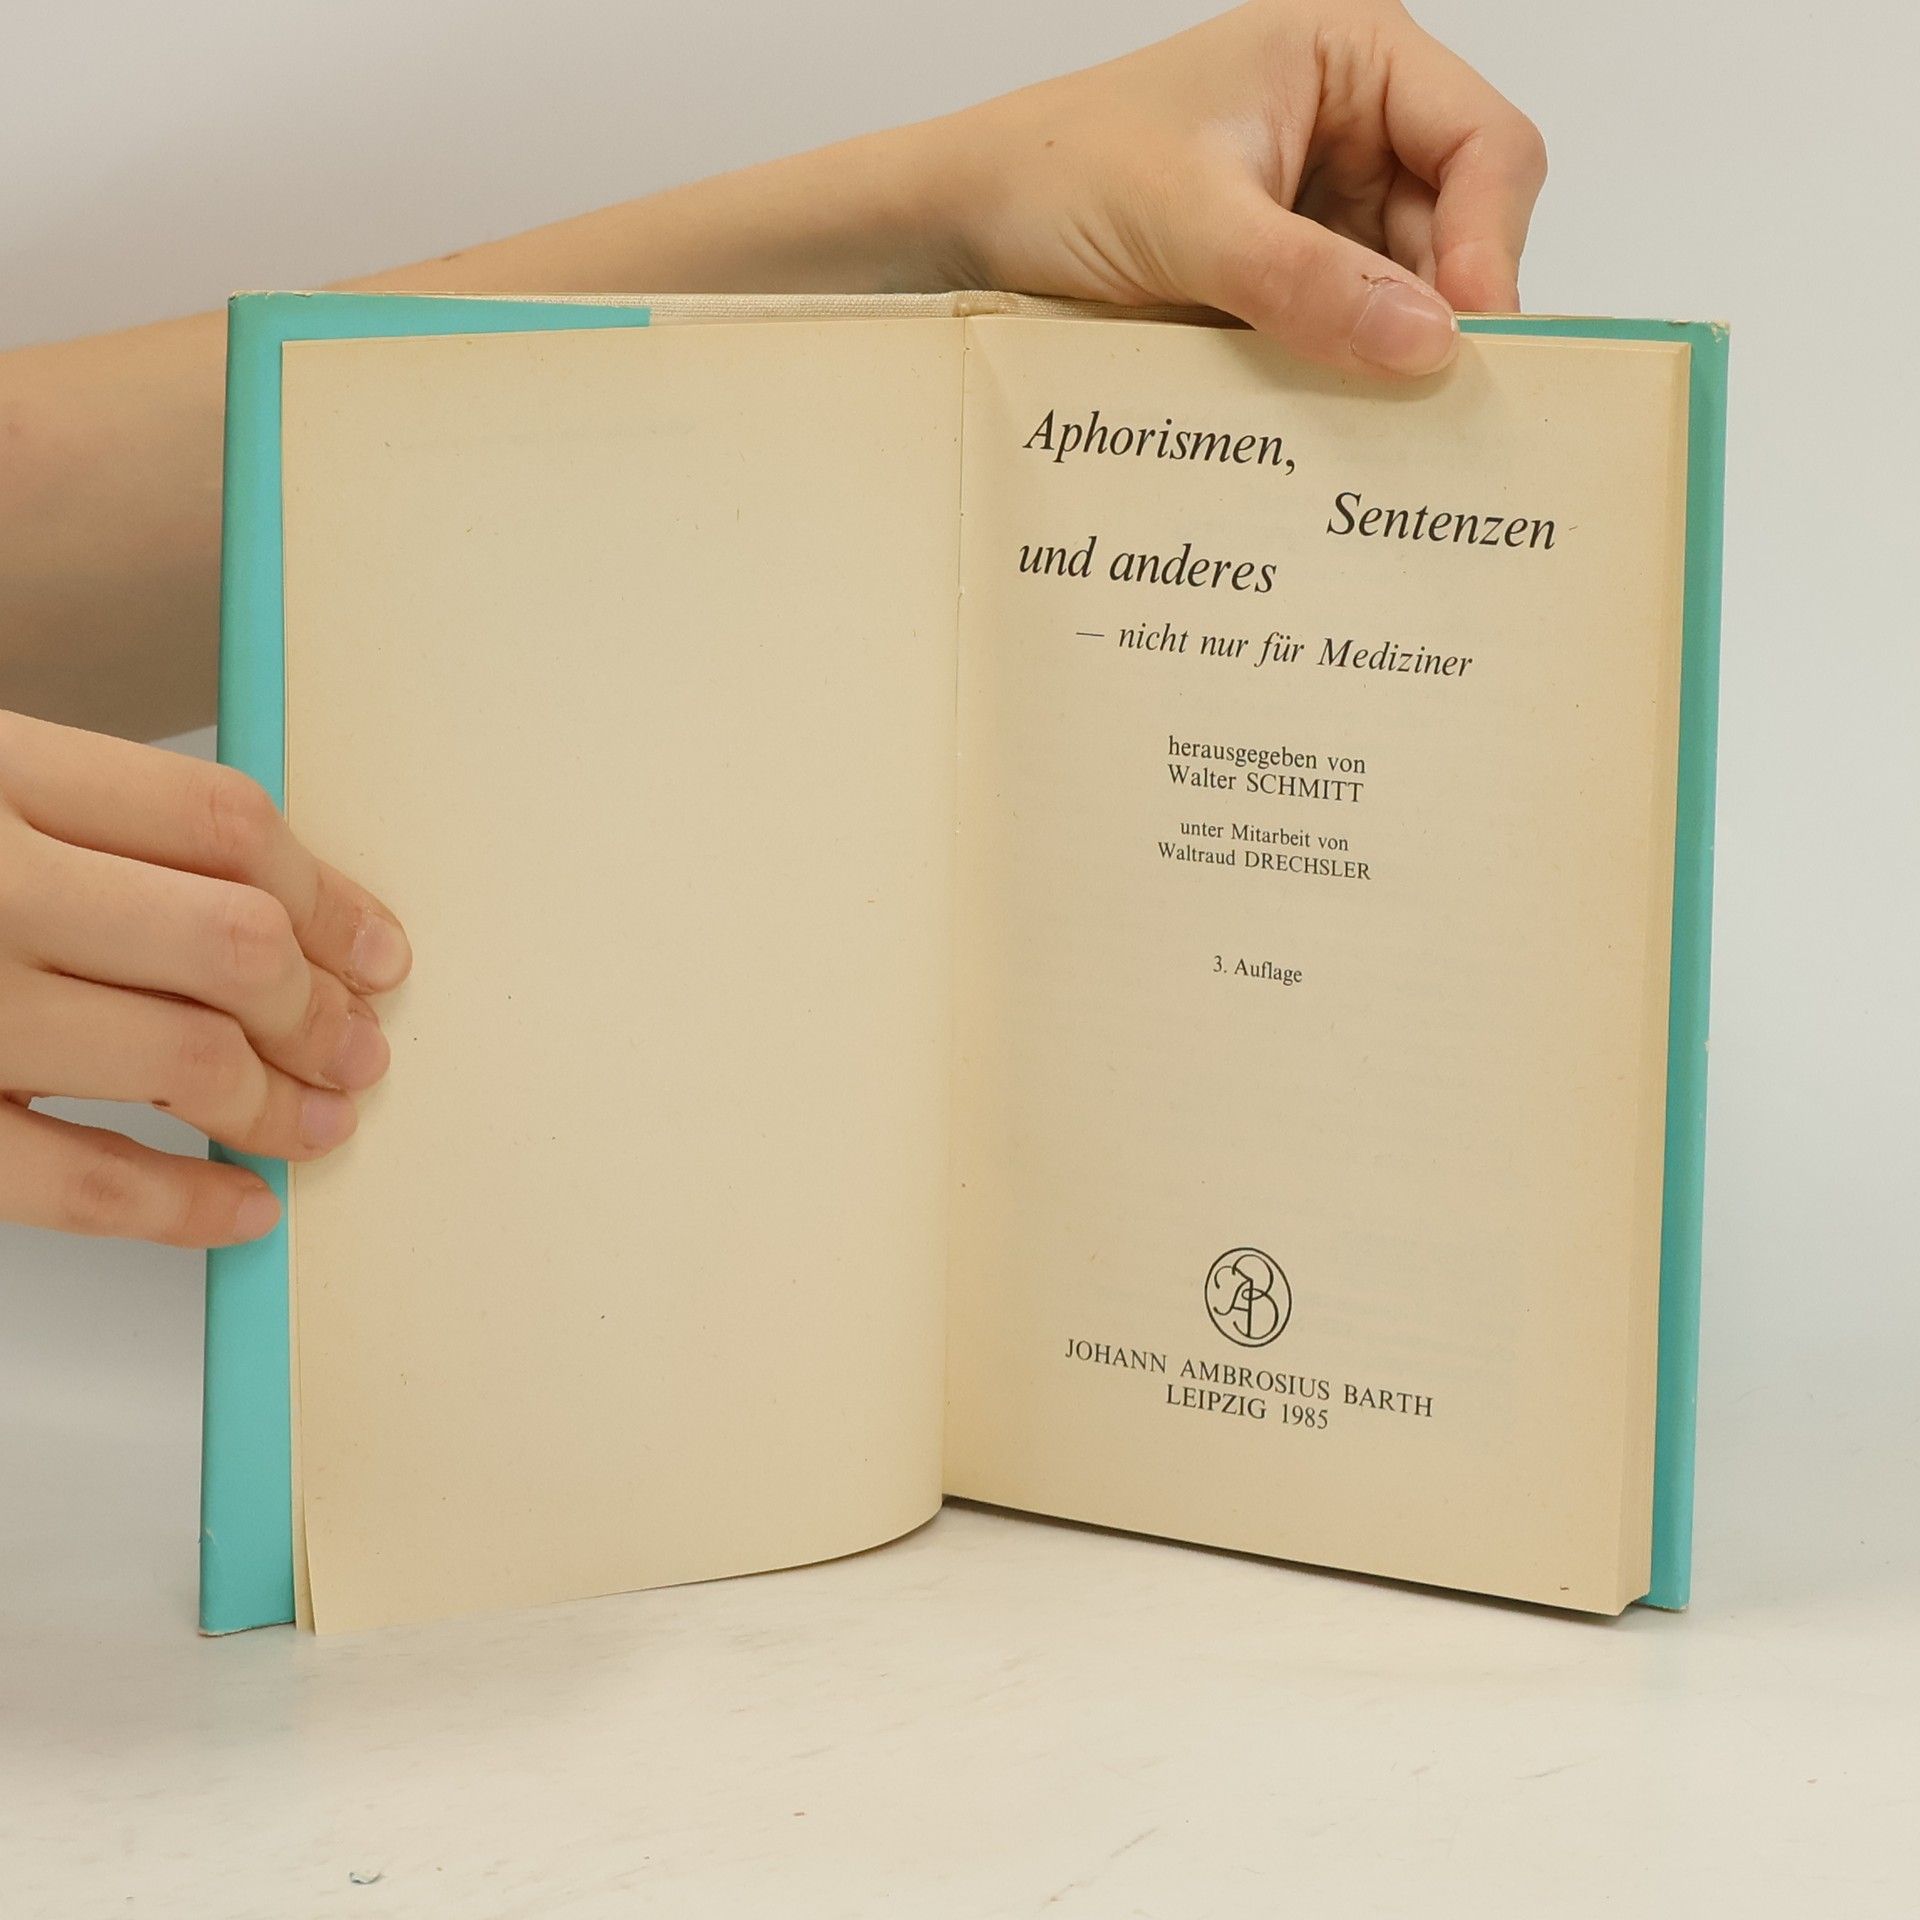 Aphorismen,
Sentenzen
und anderes
— nicht nur für Mediziner
herausgegeben von
Walter SCHMITT
unter Mitarbeit von
Waltraud DRECHSLER
3. Auflage
JAB
JOHANN AMBROSIUS BARTH
LEIPZIG 1985